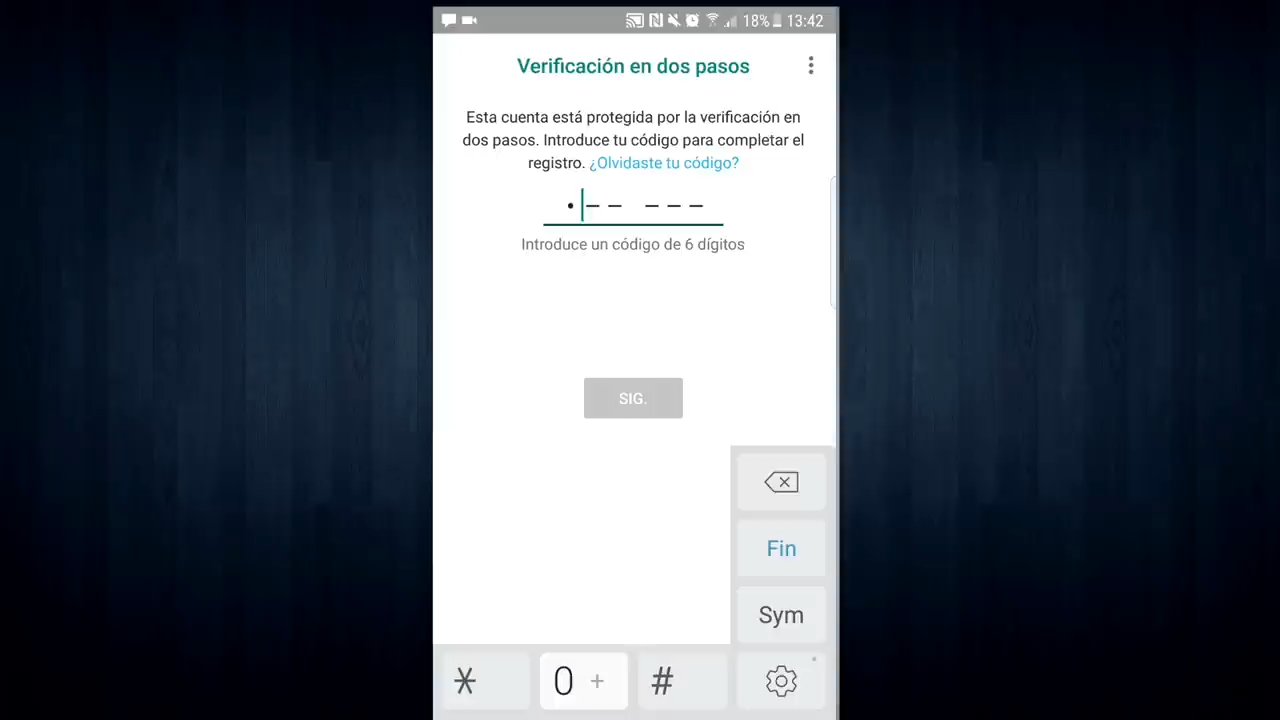 18% 13:42
Verificación en dos pasos
Esta cuenta está protegida por la verificación en
dos pasos. Introduce tu código para completar el
registro. ¿Olvidaste tu código?
• – – – – –
Introduce un código de 6 dígitos
SIG.
Fin
Sym
* 0 + #